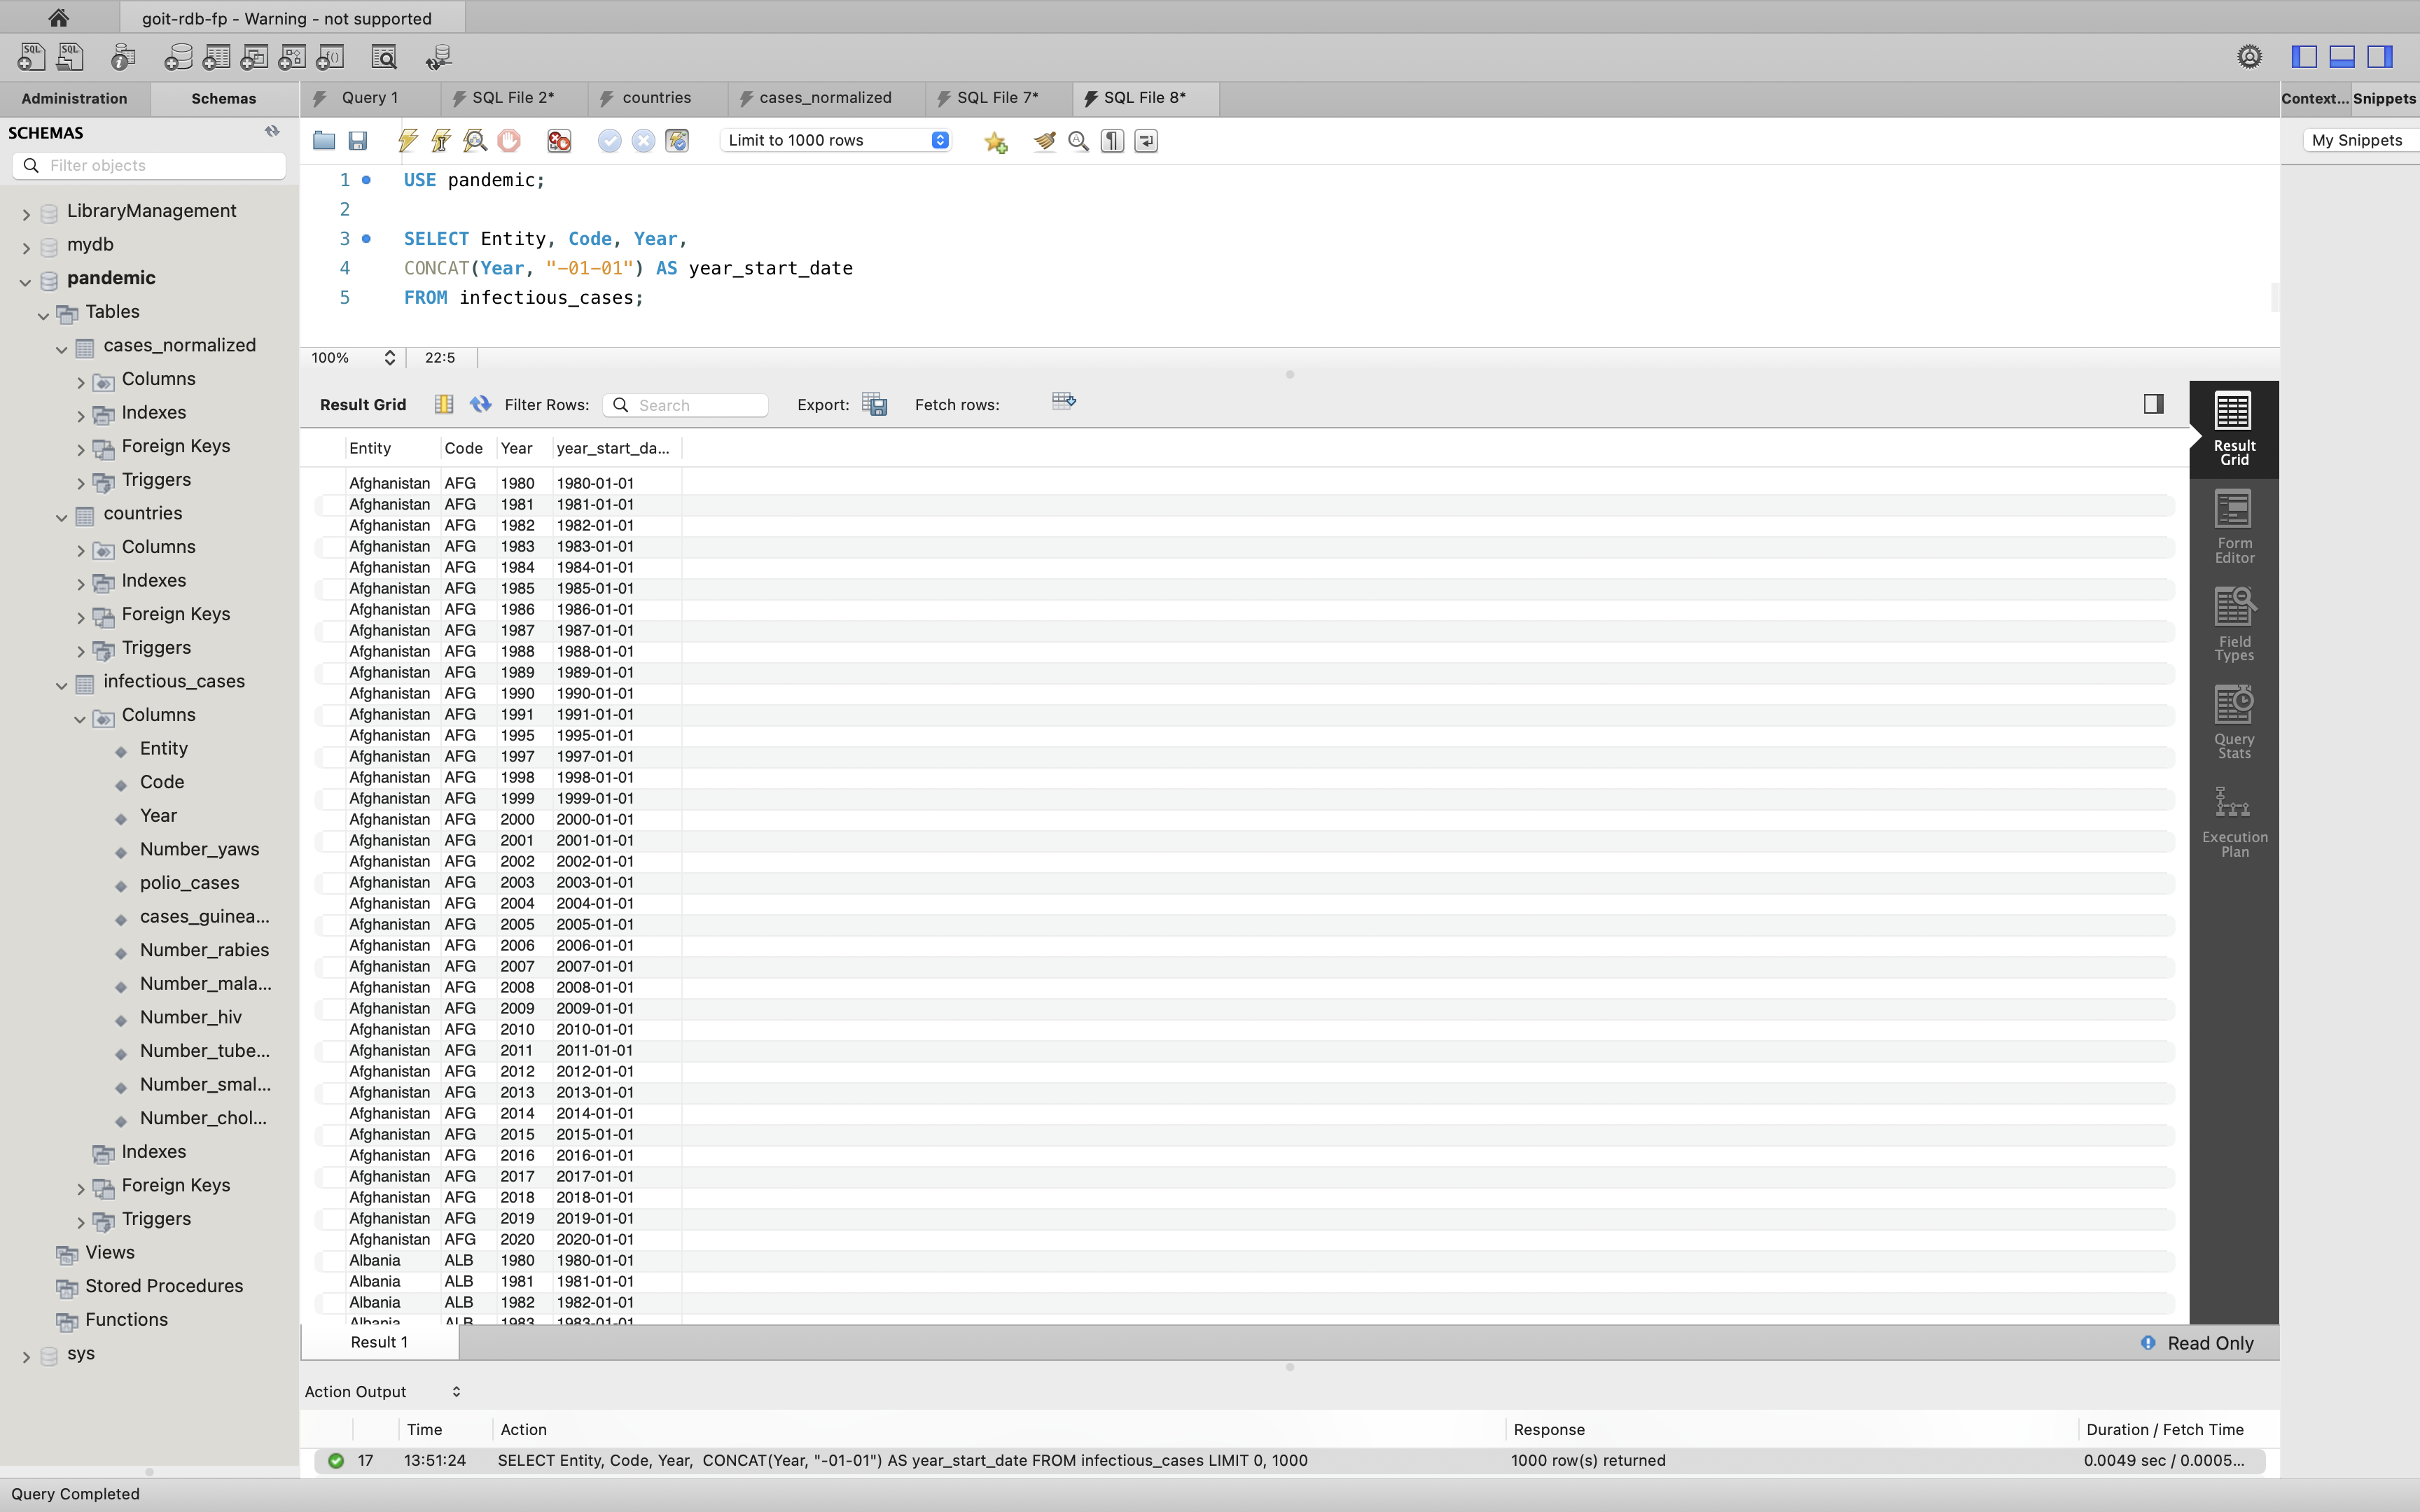 goit-rdb-fp - Warning - not supported
Administration
Schemas
Query 1
SQL File 2*
countries
cases_normalized
SQL File 7*
SQL File 8*
Context...
Snippets
SCHEMAS
Filter objects
Limit to 1000 rows
My Snippets
LibraryManagement
mydb
pandemic
Tables
cases_normalized
Columns
Indexes
Foreign Keys
Triggers
countries
Columns
Indexes
Foreign Keys
Triggers
infectious_cases
Columns
Entity
Code
Year
Number_yaws
polio_cases
cases_guinea...
Number_rabies
Number_mala...
Number_hiv
Number_tube...
Number_smal...
Number_chol...
Indexes
Foreign Keys
Triggers
Views
Stored Procedures
Functions
sys
1 USE pandemic;
2
3 SELECT Entity, Code, Year,
4 CONCAT(Year, "-01-01") AS year_start_date
5 FROM infectious_cases;
100% 22:5
Result Grid Filter Rows: Search Export: Fetch rows:
Entity Code Year year_start_da...
Afghanistan AFG 1980 1980-01-01
Afghanistan AFG 1981 1981-01-01
Afghanistan AFG 1982 1982-01-01
Afghanistan AFG 1983 1983-01-01
Afghanistan AFG 1984 1984-01-01
Afghanistan AFG 1985 1985-01-01
Afghanistan AFG 1986 1986-01-01
Afghanistan AFG 1987 1987-01-01
Afghanistan AFG 1988 1988-01-01
Afghanistan AFG 1989 1989-01-01
Afghanistan AFG 1990 1990-01-01
Afghanistan AFG 1991 1991-01-01
Afghanistan AFG 1995 1995-01-01
Afghanistan AFG 1997 1997-01-01
Afghanistan AFG 1998 1998-01-01
Afghanistan AFG 1999 1999-01-01
Afghanistan AFG 2000 2000-01-01
Afghanistan AFG 2001 2001-01-01
Afghanistan AFG 2002 2002-01-01
Afghanistan AFG 2003 2003-01-01
Afghanistan AFG 2004 2004-01-01
Afghanistan AFG 2005 2005-01-01
Afghanistan AFG 2006 2006-01-01
Afghanistan AFG 2007 2007-01-01
Afghanistan AFG 2008 2008-01-01
Afghanistan AFG 2009 2009-01-01
Afghanistan AFG 2010 2010-01-01
Afghanistan AFG 2011 2011-01-01
Afghanistan AFG 2012 2012-01-01
Afghanistan AFG 2013 2013-01-01
Afghanistan AFG 2014 2014-01-01
Afghanistan AFG 2015 2015-01-01
Afghanistan AFG 2016 2016-01-01
Afghanistan AFG 2017 2017-01-01
Afghanistan AFG 2018 2018-01-01
Afghanistan AFG 2019 2019-01-01
Afghanistan AFG 2020 2020-01-01
Albania ALB 1980 1980-01-01
Albania ALB 1981 1981-01-01
Albania ALB 1982 1982-01-01
Albania ALB 1983 1983-01-01
Result
Grid
Form
Editor
Field
Types
Query
Stats
Execution
Plan
Result 1
Read Only
Action Output
Time Action Response Duration / Fetch Time
17 13:51:24 SELECT Entity, Code, Year, CONCAT(Year, "-01-01") AS year_start_date FROM infectious_cases LIMIT 0, 1000 1000 row(s) returned 0.0049 sec / 0.0005...
Query Completed